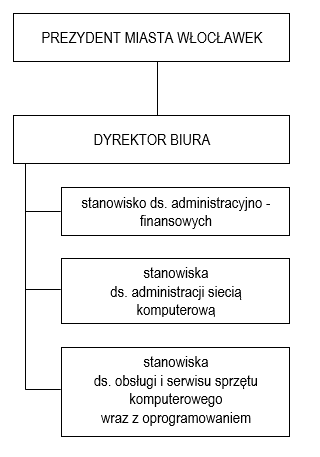 PREZYDENT MIASTA WŁOCŁAWEK
DYREKTOR BIURA
stanowisko ds. administracyjno -
finansowych
stanowiska
ds. administracji siecią
komputerową
stanowiska
ds. obsługi i serwisu sprzętu
komputerowego
wraz z oprogramowaniem